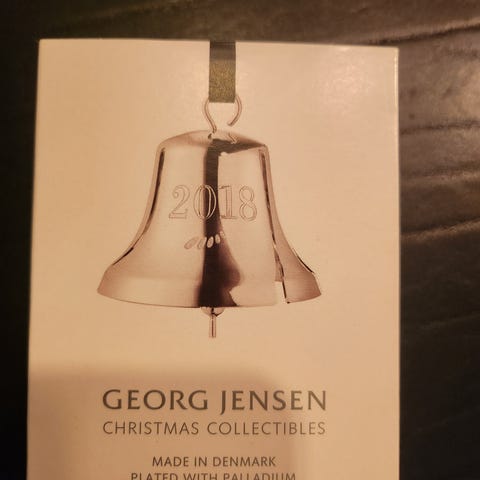 2018
GEORG JENSEN
CHRISTMAS COLLECTIBLES
MADE IN DENMARK
PLATED WITH PALLADIUM